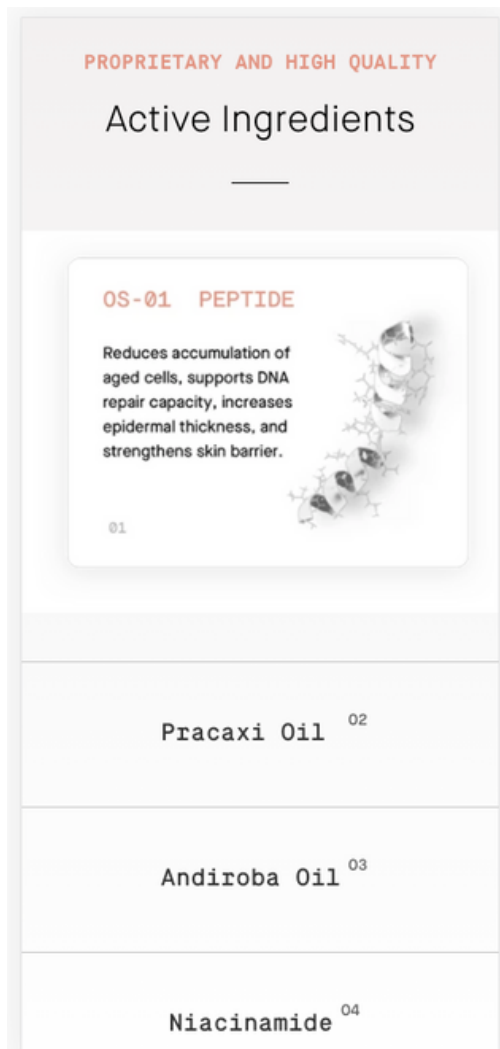 PROPRIETARY AND HIGH QUALITY
Active Ingredients
OS-01 PEPTIDE
Reduces accumulation of
aged cells, supports DNA
repair capacity, increases
epidermal thickness, and
strengthens skin barrier.
01
Pracaxi Oil 02
Andiroba Oil 03
Niacinamide 04